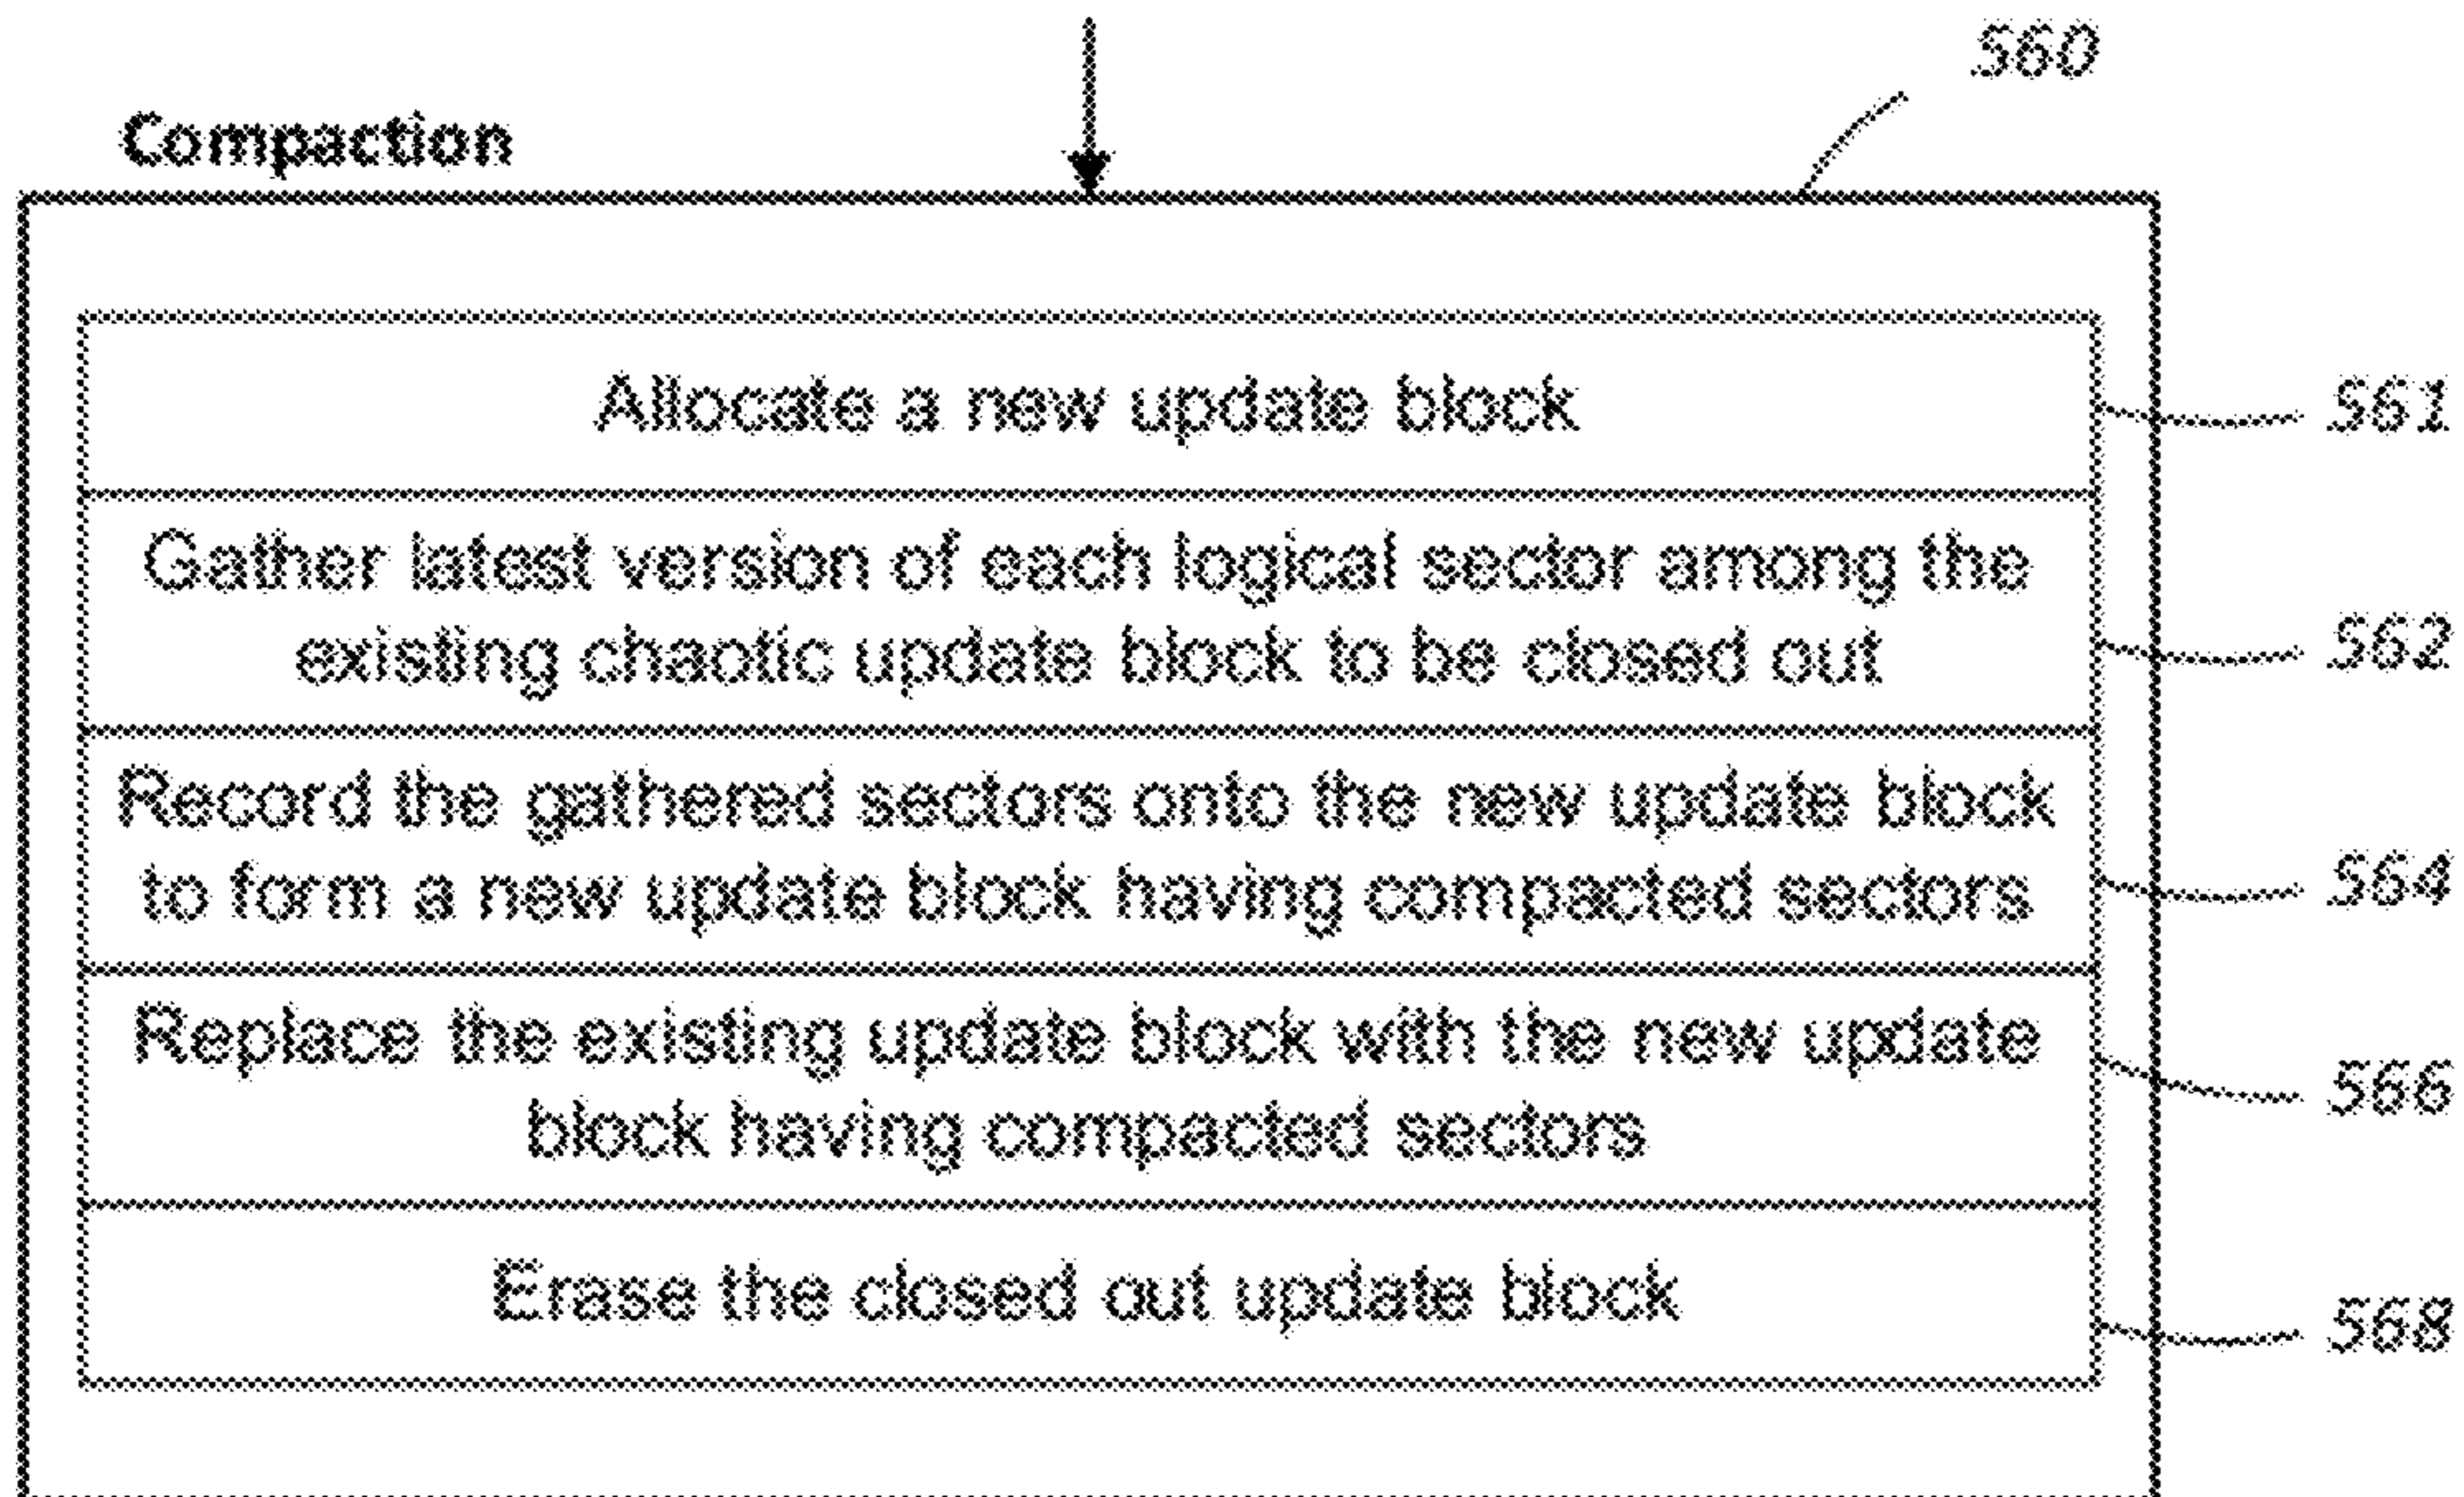 560
Compaction
Allocate a new update block
561
Gather latest version of each logical sector among the
existing chaotic update block to be closed out
562
Record the gathered sectors onto the new update block
to form a new update block having compacted sectors
564
Replace the existing update block with the new update
block having compacted sectors
566
Erase the closed out update block
568